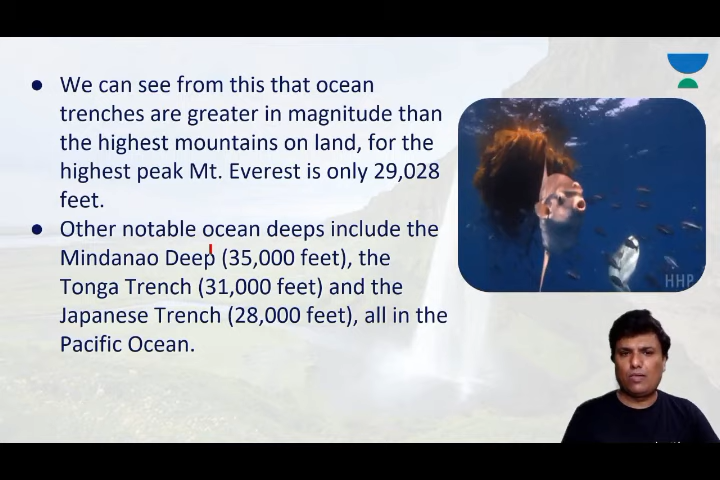 ● We can see from this that ocean
trenches are greater in magnitude than
the highest mountains on land, for the
highest peak Mt. Everest is only 29,028
feet.
● Other notable ocean deeps include the
Mindanao Deep (35,000 feet), the
Tonga Trench (31,000 feet) and the
Japanese Trench (28,000 feet), all in the
Pacific Ocean.
HHP